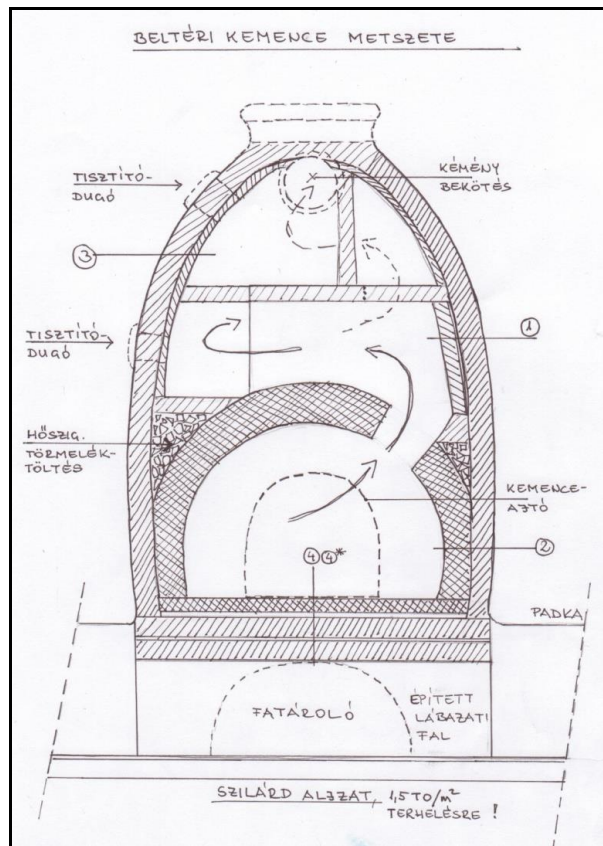 BELTÉRI KEMENCE METSZETE
TISZTÍTÓ-
DUGÓ
KÉMÉNY
BEKÖTÉS
3
1
TISZTÍTÓ-
DUGÓ
HŐSZIG.
TÖRMELÉK-
TÖLTÉS
KEMENCE-
AJTÓ
2
4 4*
PADKA
FATÁROLÓ
ÉPÍTETT
LÁBAZATI
FAL
SZILÁRD ALJZAT, 1,5 TO/m²
TERHELÉSRE !